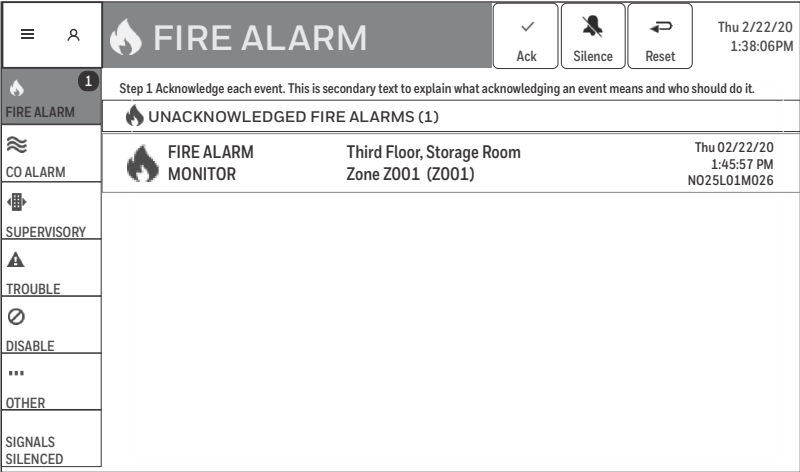 FIRE ALARM
Ack
Silence
Reset
Thu 2/22/20
1:38:06PM
1
FIRE ALARM
CO ALARM
SUPERVISORY
TROUBLE
DISABLE
OTHER
SIGNALS
SILENCED
Step 1 Acknowledge each event. This is secondary text to explain what acknowledging an event means and who should do it.
UNACKNOWLEDGED FIRE ALARMS (1)
FIRE ALARM
MONITOR
Third Floor, Storage Room
Zone Z001 (Z001)
Thu 02/22/20
1:45:57 PM
N025L01M026